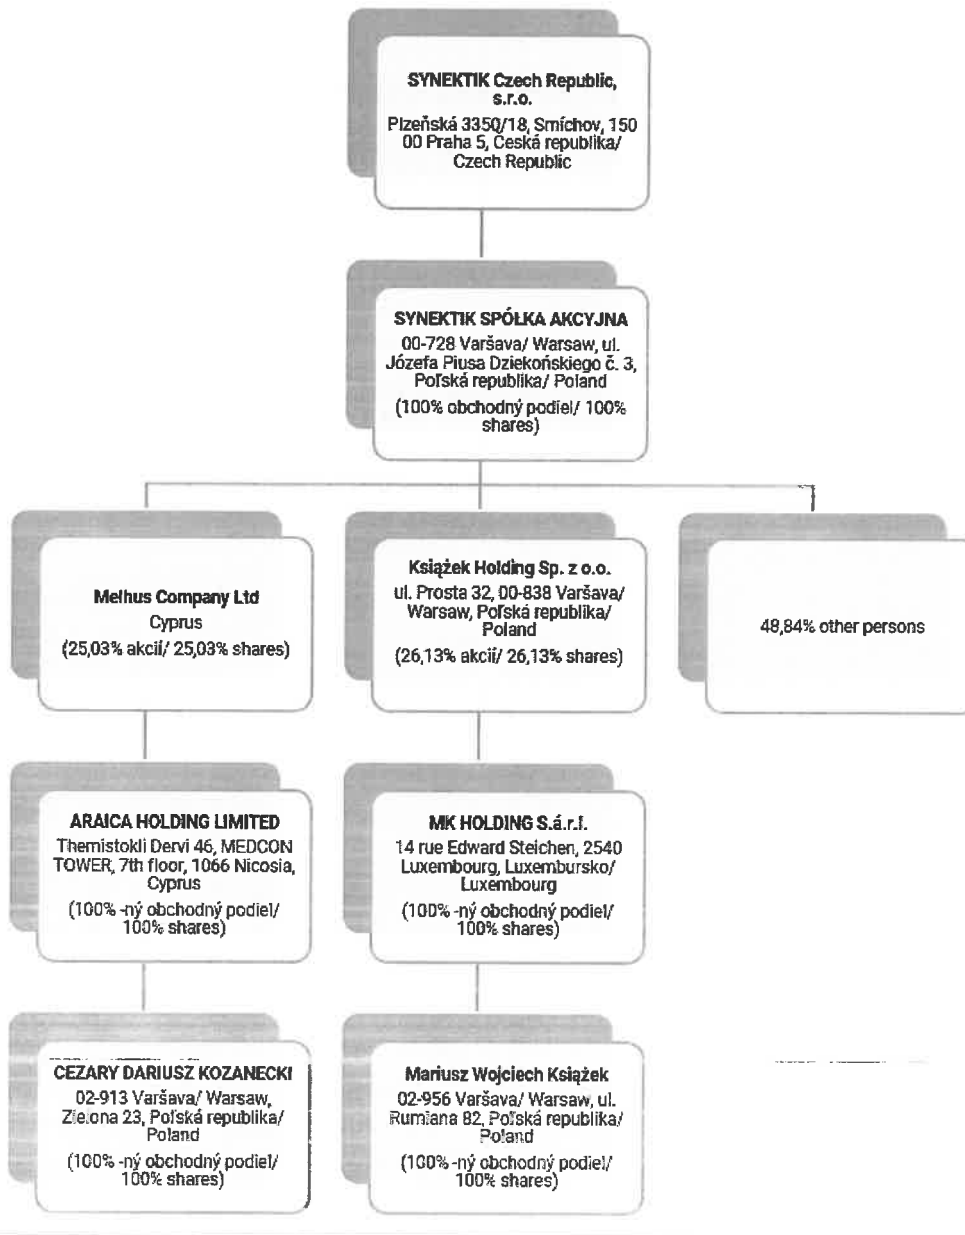 SYNEKTIK Czech Republic,
s.r.o.
Plzeňská 3350/18, Smíchov, 150
00 Praha 5, Česká republika/
Czech Republic
SYNEKTIK SPÓŁKA AKCYJNA
00-728 Varšava/ Warsaw, ul.
Józefa Piusa Dziekońskiego č. 3,
Poľská republika/ Poland
(100% obchodný podiel/ 100%
shares)
Melhus Company Ltd
Cyprus
(25,03% akcií/ 25,03% shares)
Książek Holding Sp. z o.o.
ul. Prosta 32, 00-838 Varšava/
Warsaw, Poľská republika/
Poland
(26,13% akcií/ 26,13% shares)
48,84% other persons
ARAICA HOLDING LIMITED
Themistokli Dervi 46, MEDCON
TOWER, 7th floor, 1066 Nicosia,
Cyprus
(100% -ný obchodný podiel/
100% shares)
MK HOLDING S.á.r.l.
14 rue Edward Steichen, 2540
Luxembourg, Luxembursko/
Luxembourg
(100% -ný obchodný podiel/
100% shares)
CEZARY DARIUSZ KOZANECKI
02-913 Varšava/ Warsaw,
Zielona 23, Poľská republika/
Poland
(100% -ný obchodný podiel/
100% shares)
Mariusz Wojciech Książek
02-956 Varšava/ Warsaw, ul.
Rumiana 82, Poľská republika/
Poland
(100% -ný obchodný podiel/
100% shares)